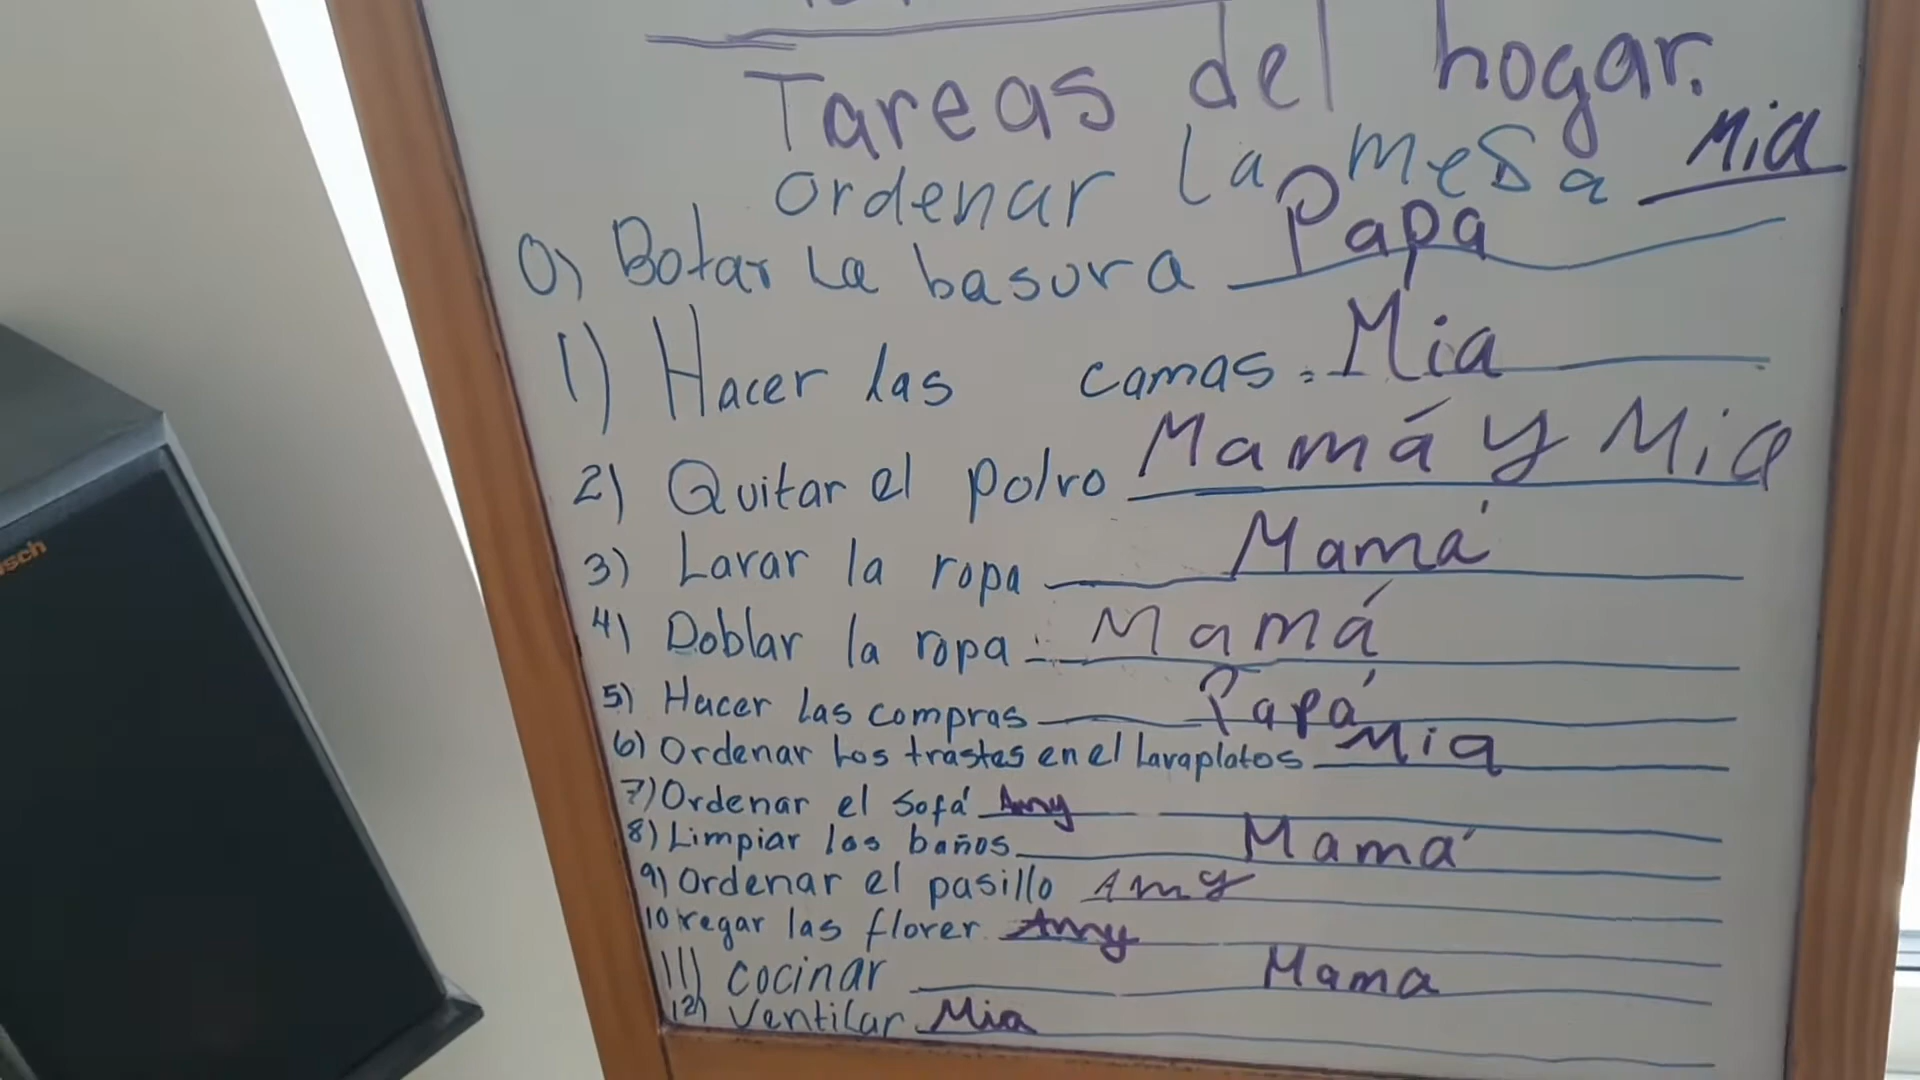 Tareas del hogar.
Ordenar la mesa Mia
0) Botar la basura Papa
1) Hacer las camas: Mia
2) Quitar el polvo Mamá y Mia
3) Lavar la ropa Mamá
4) Doblar la ropa: Mamá
5) Hacer las compras Papá
6) Ordenar los trastes en el lavaplatos Mia
7) Ordenar el sofá Amy
8) Limpiar los baños Mamá
9) Ordenar el pasillo Amy
10 regar las florer Amy
11) cocinar Mama
12) Ventilar Mia